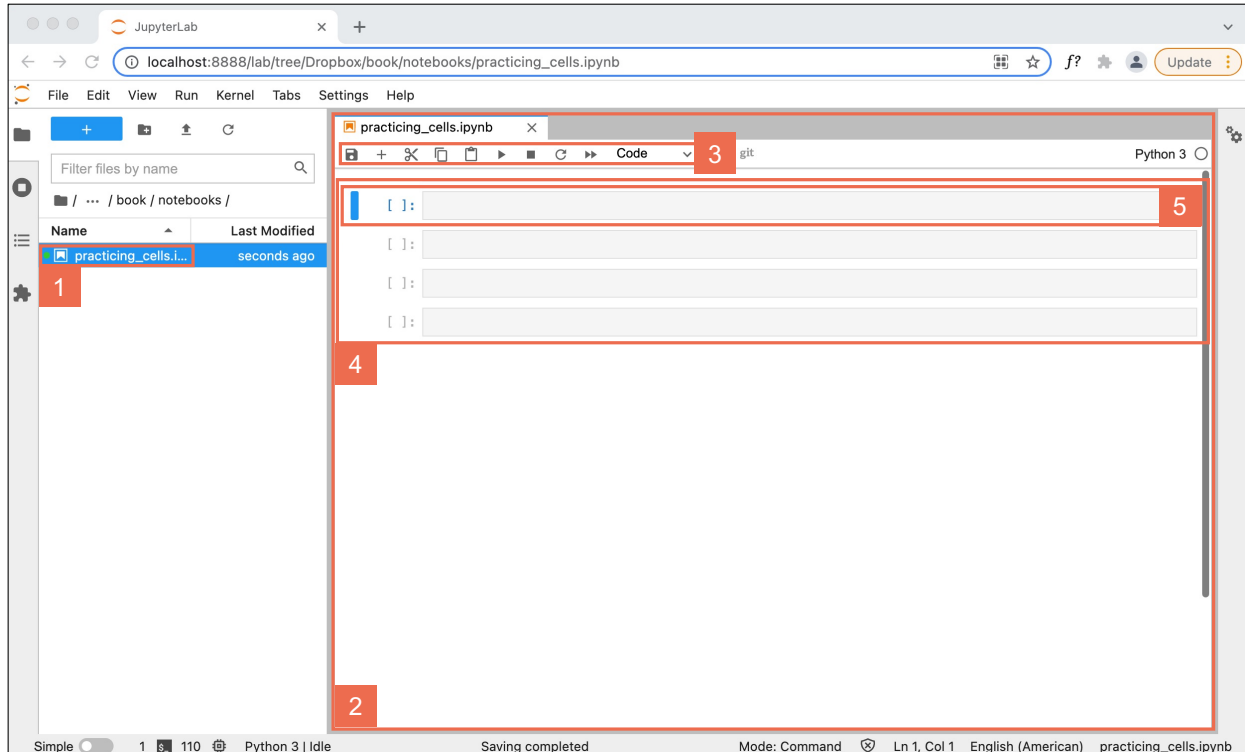 JupyterLab
localhost:8888/lab/tree/Dropbox/book/notebooks/practicing_cells.ipynb
f?
Update
File Edit View Run Kernel Tabs Settings Help
practicing_cells.ipynb
Code
3
git
Python 3
Filter files by name
/ ... / book / notebooks /
Name
Last Modified
practicing_cells.i...
seconds ago
1
[ ]:
5
[ ]:
[ ]:
[ ]:
4
2
Simple 1 $_ 110 Python 3 | Idle Saving completed Mode: Command Ln 1, Col 1 English (American) practicing_cells.ipynb